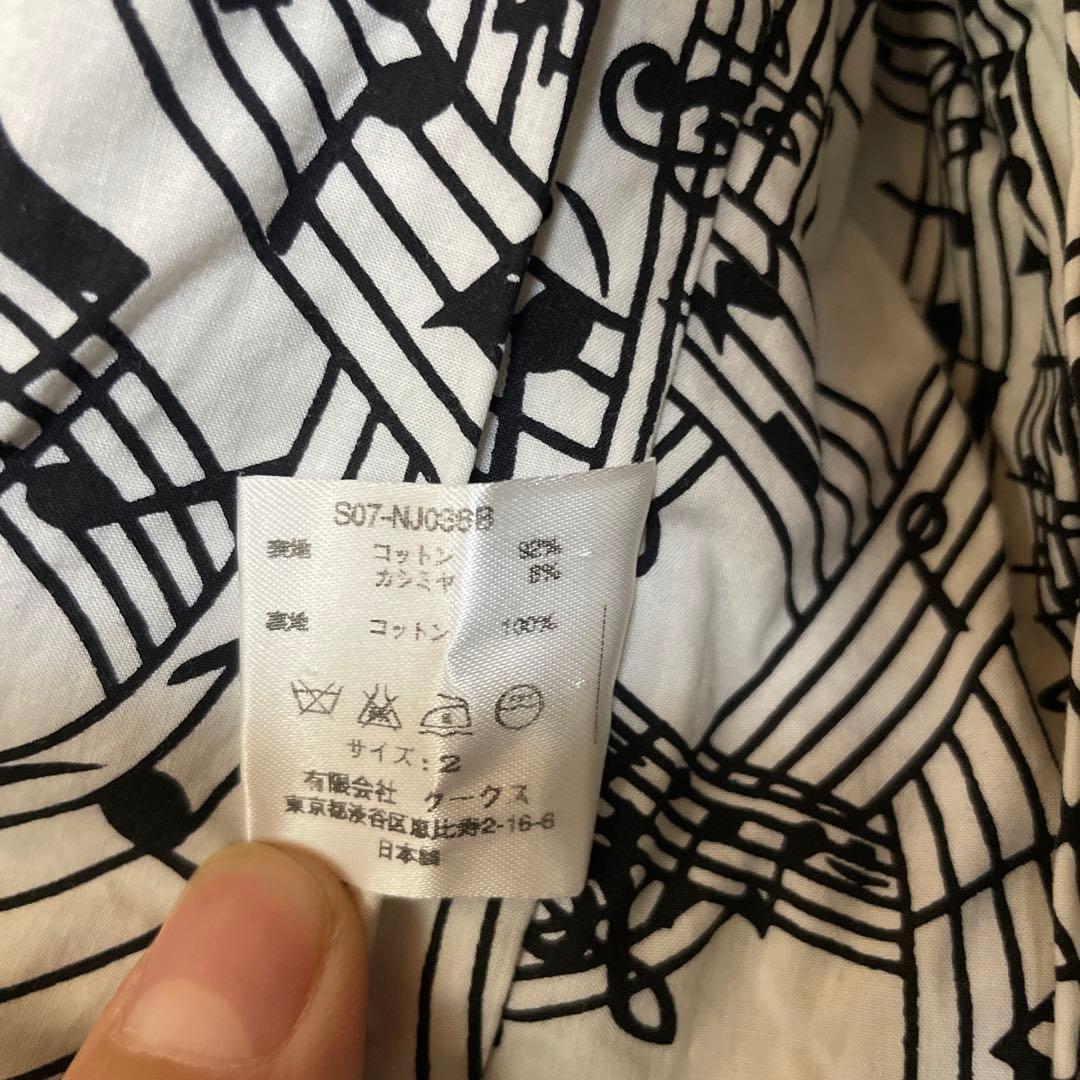 S07-NJ036B
表地 コットン 92%
カシミヤ 8%
裏地 コットン 100%
サイズ:2
有限会社 ケークス
東京都渋谷区恵比寿2-16-6
日本製